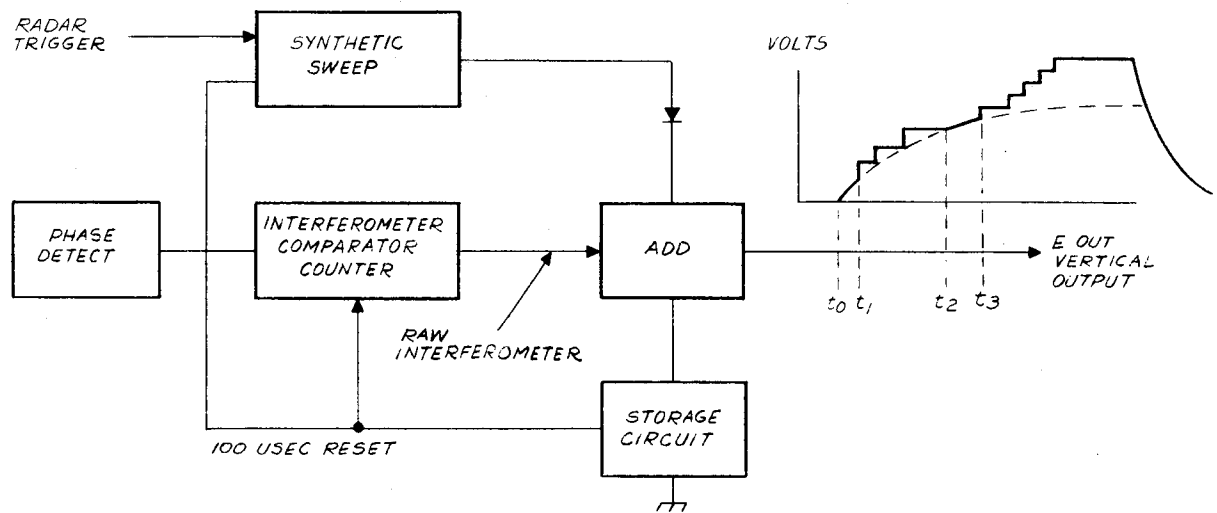 RADAR
TRIGGER
SYNTHETIC
SWEEP
VOLTS
PHASE
DETECT
INTERFEROMETER
COMPARATOR
COUNTER
ADD
E OUT
VERTICAL
OUTPUT
t0 t1 t2 t3
RAW
INTERFEROMETER
STORAGE
CIRCUIT
100 USEC RESET